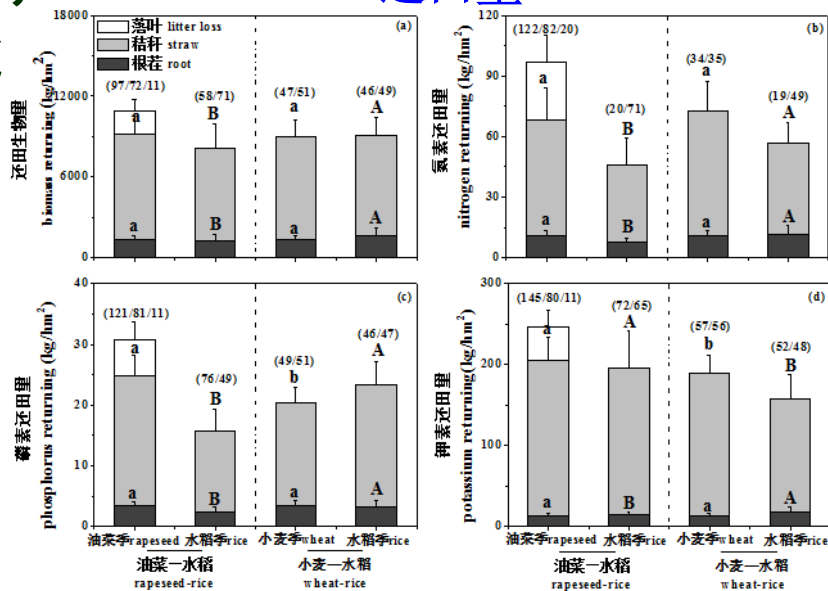 18000
12000
6000
0
还田生物量
biomass returning (kg/hm²)
落叶 litter loss
秸秆 straw
根茬 root
(a)
(97/72/11)
(58/71)
(47/51)
(46/49)
a
B
a
A
a
B
a
A
120
90
60
30
0
氮素还田量
nitrogen returning (kg/hm²)
(b)
(122/82/20)
(20/71)
(34/35)
(19/49)
a
B
a
A
a
B
a
A
40
30
20
10
0
磷素还田量
phosphorus returning (kg/hm²)
(c)
(121/81/11)
(76/49)
(49/51)
(46/47)
a
B
b
A
a
B
a
A
油菜季rapeseed 水稻季rice 小麦季wheat 水稻季rice
油菜—水稻 小麦—水稻
rapeseed-rice wheat-rice
300
200
100
0
钾素还田量
potassium returning(kg/hm²)
(d)
(145/80/11)
(72/65)
(57/56)
(52/48)
a
A
b
B
a
B
a
A
油菜季rapeseed 水稻季rice 小麦季wheat 水稻季rice
油菜—水稻 小麦—水稻
rapeseed-rice wheat-rice